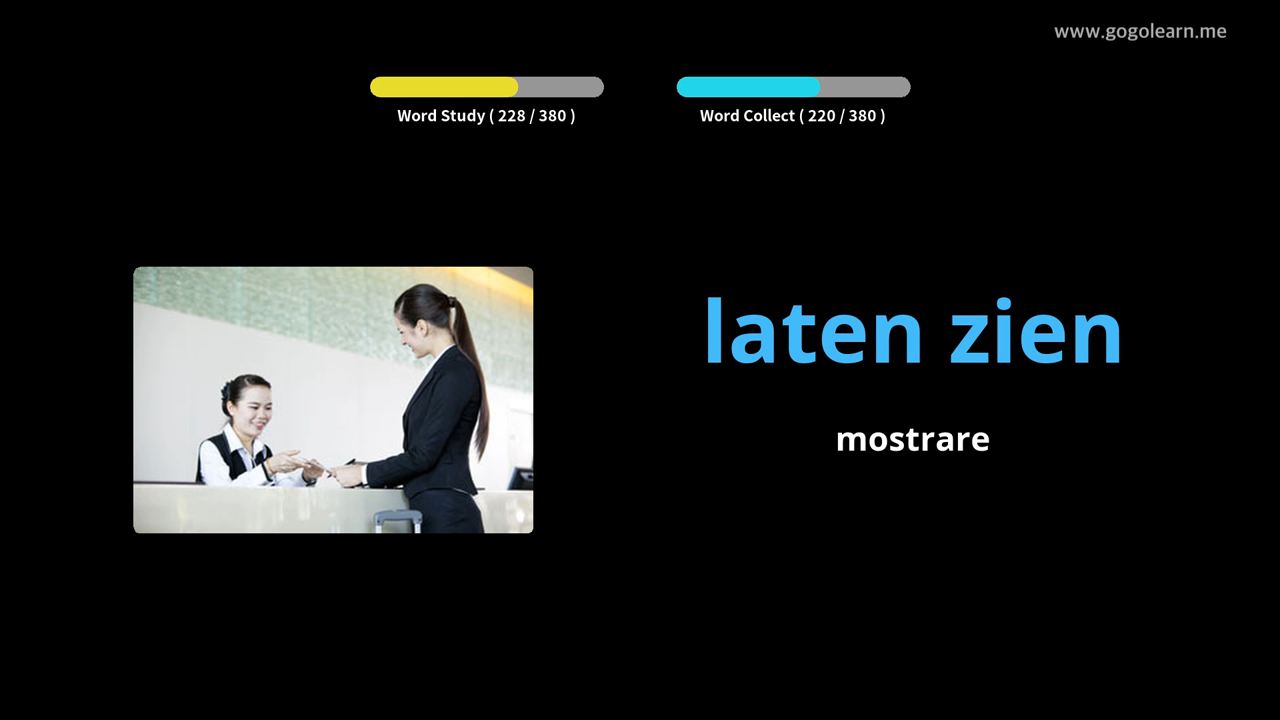 www.gogolearn.me
Word Study ( 228 / 380 )
Word Collect ( 220 / 380 )
laten zien
mostrare